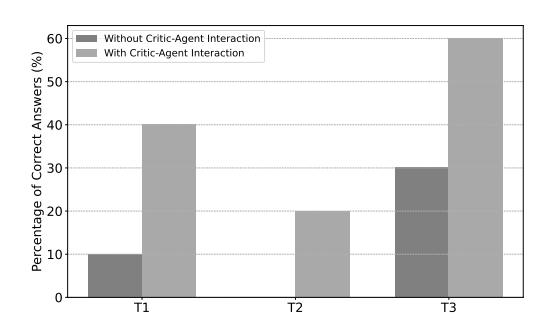 Without Critic-Agent Interaction
With Critic-Agent Interaction
Percentage of Correct Answers (%)
60
50
40
30
20
10
0
T1 T2 T3